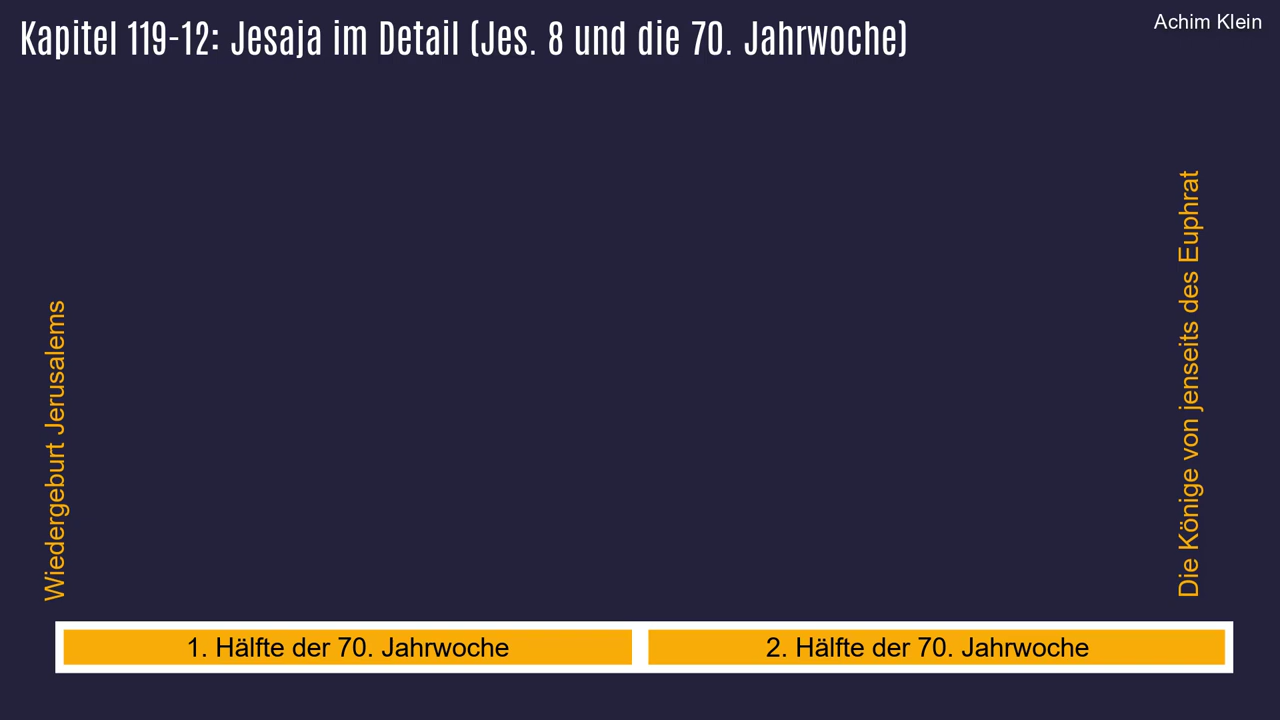 Kapitel 119-12: Jesaja im Detail (Jes. 8 und die 70. Jahrwoche)
Achim Klein
Wiedergeburt Jerusalems
Die Könige von jenseits des Euphrat
1. Hälfte der 70. Jahrwoche
2. Hälfte der 70. Jahrwoche